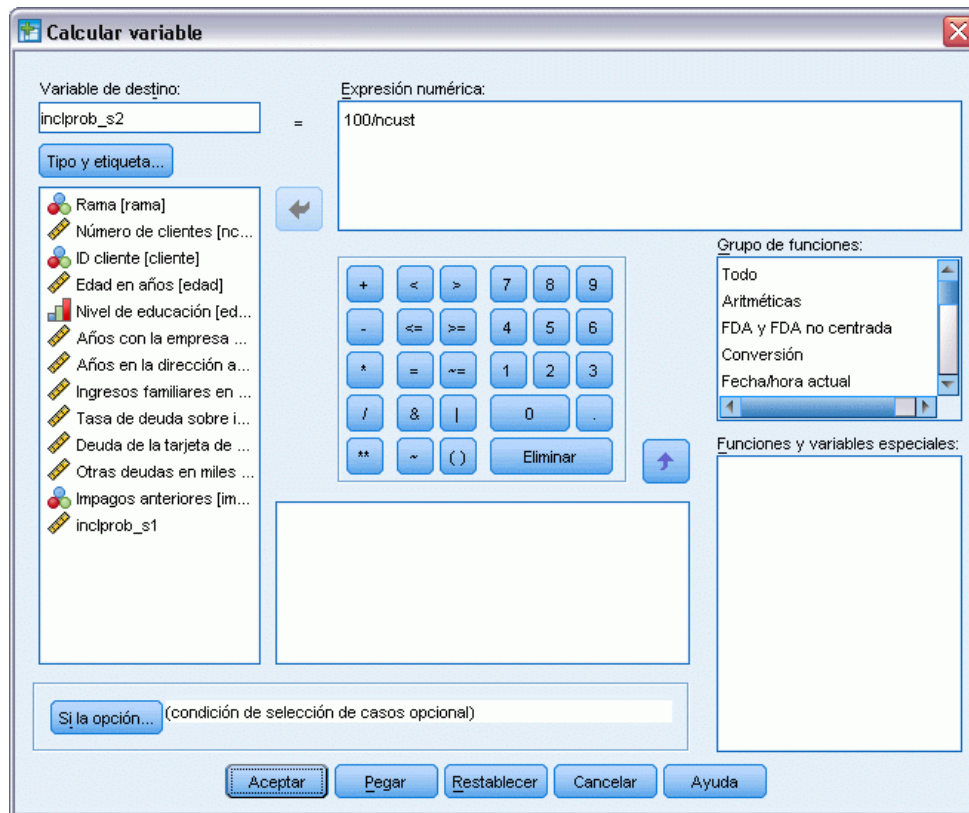 Calcular variable
Variable de destino:
inclprob_s2
=
Expresión numérica:
100/ncust
Tipo y etiqueta...
Rama [rama]
Número de clientes [nc...
ID cliente [cliente]
Edad en años [edad]
Nivel de educación [ed...
Años con la empresa ...
Años en la dirección a...
Ingresos familiares en ...
Tasa de deuda sobre i...
Deuda de la tarjeta de ...
Otras deudas en miles ...
Impagos anteriores [im...
inclprob_s1
+ < > 7 8 9
- <= >= 4 5 6
* = ~= 1 2 3
/ & | 0 .
** ~ ( ) Eliminar
Grupo de funciones:
Todo
Aritméticas
FDA y FDA no centrada
Conversión
Fecha/hora actual
Funciones y variables especiales:
Si la opción... (condición de selección de casos opcional)
Aceptar Pegar Restablecer Cancelar Ayuda